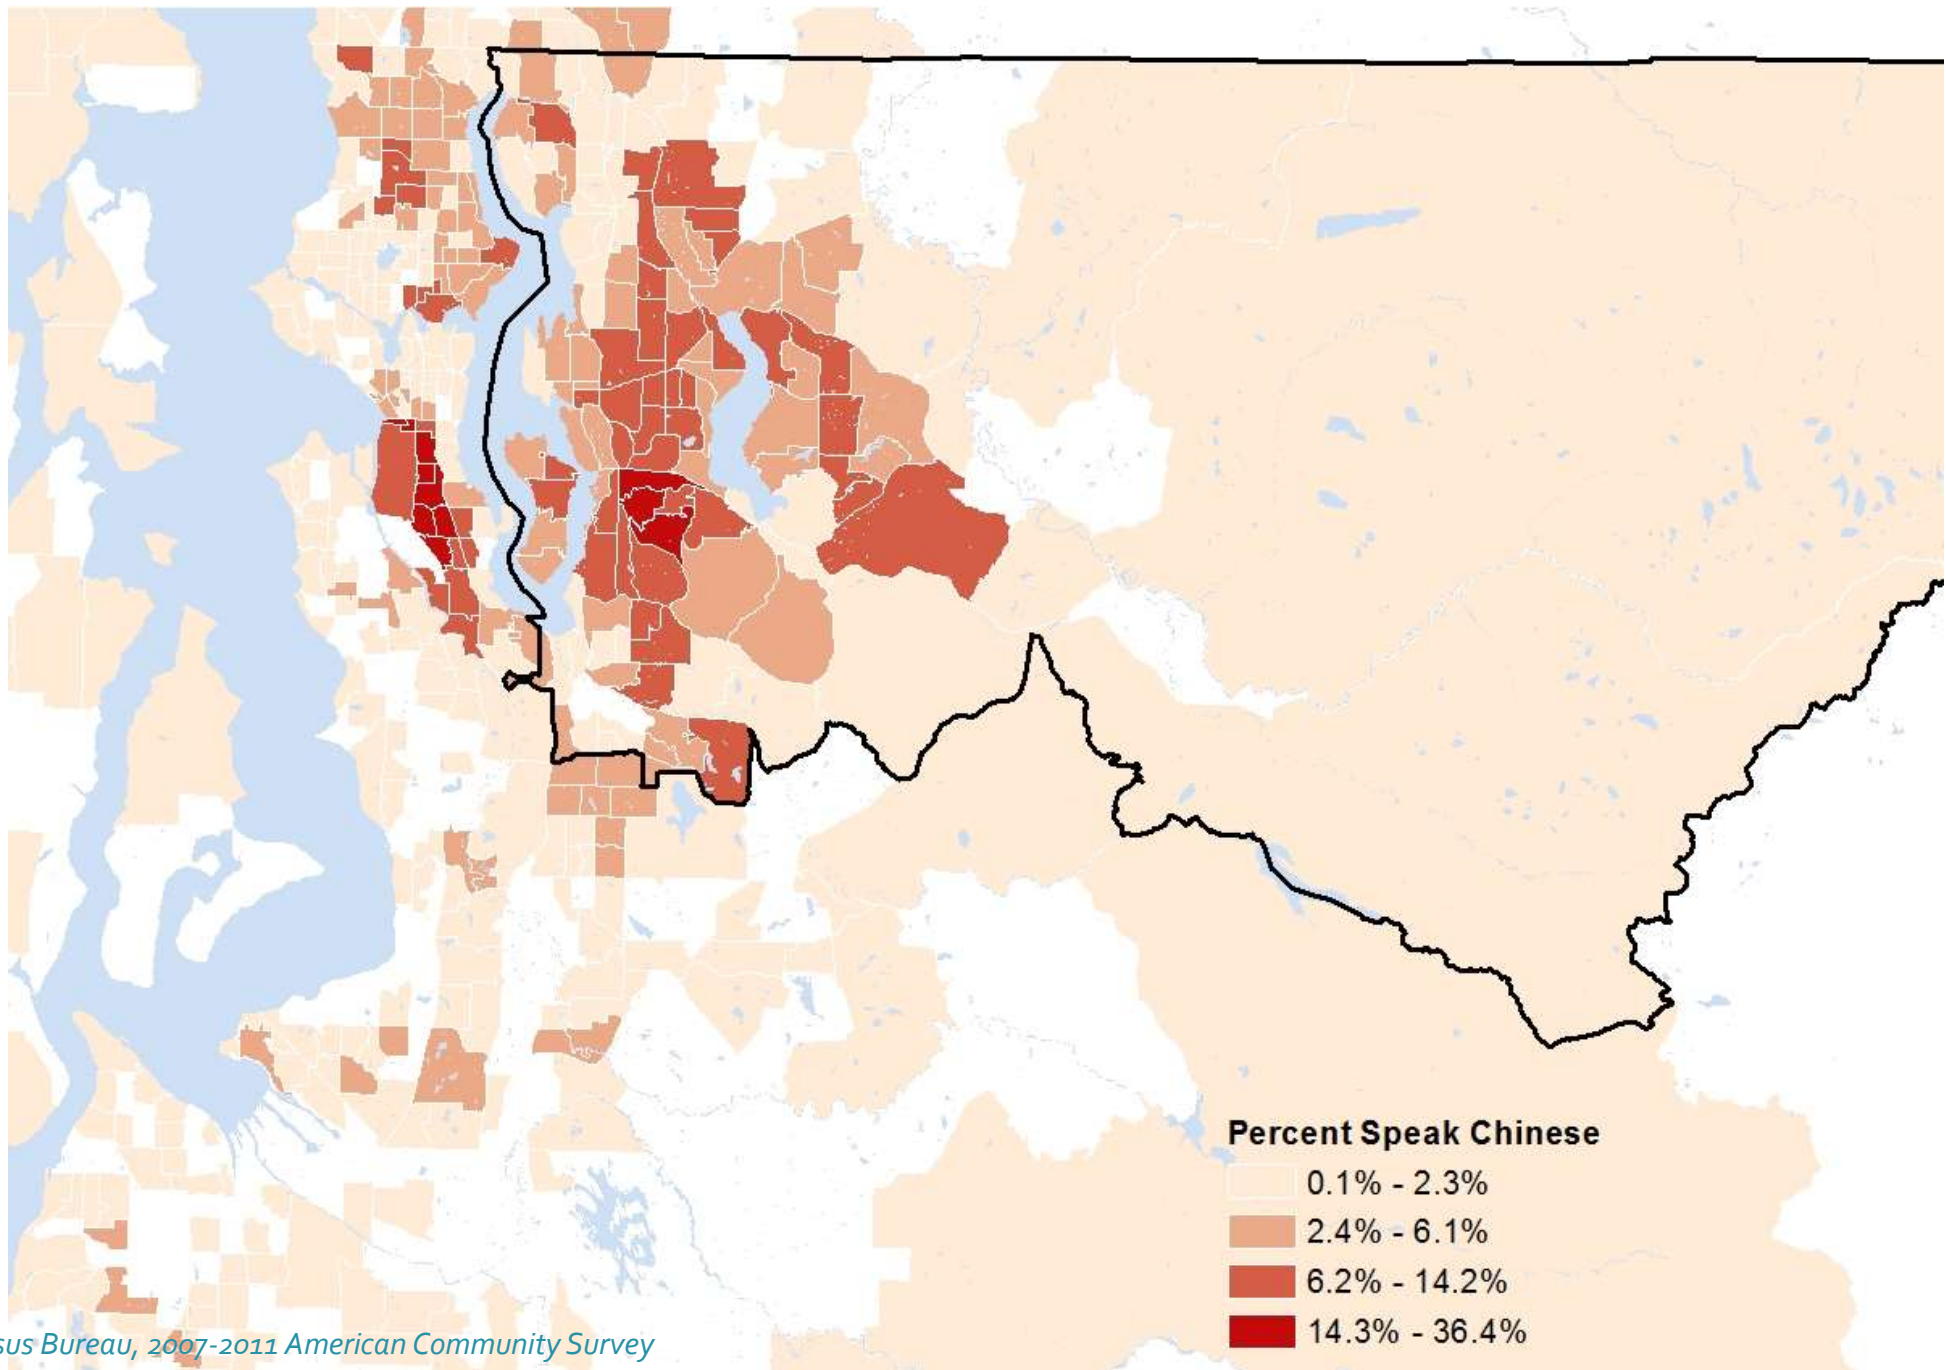 Percent Speak Chinese
0.1% - 2.3%
2.4% - 6.1%
6.2% - 14.2%
14.3% - 36.4%
sus Bureau, 2007-2011 American Community Survey